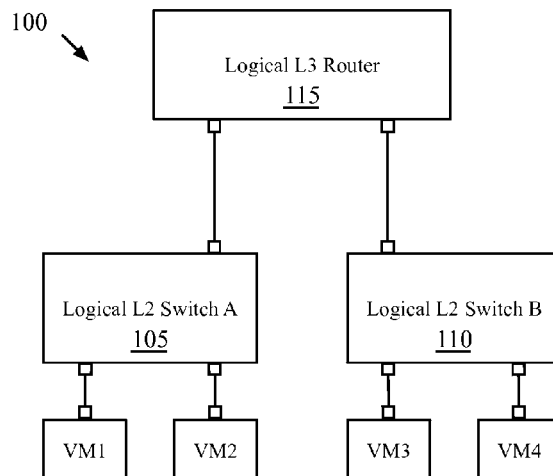 100
Logical L3 Router
115
Logical L2 Switch A
105
Logical L2 Switch B
110
VM1
VM2
VM3
VM4